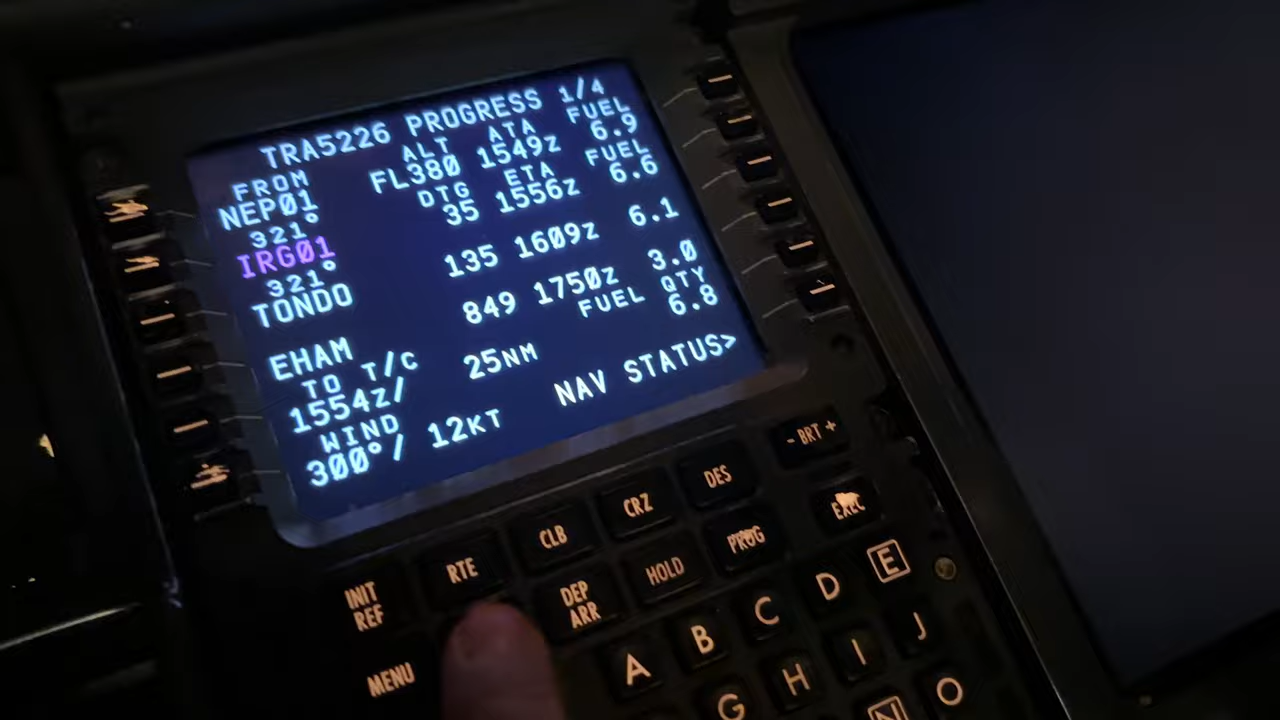 TRA5226 PROGRESS 1/4
FROM ALT ATA FUEL
NEP01 FL380 1549z 6.9
321° DTG ETA FUEL
IRG01 35 1556z 6.6
321°
TONDO 135 1609z 6.1
EHAM 849 1750z 3.0
TO T/C FUEL QTY
1554z/ 25NM 6.8
WIND
300°/ 12KT NAV STATUS>
INIT REF RTE CLB CRZ DES - BRT +
MENU DEP ARR HOLD PROG EXEC
A B C D E
G H I J
N O